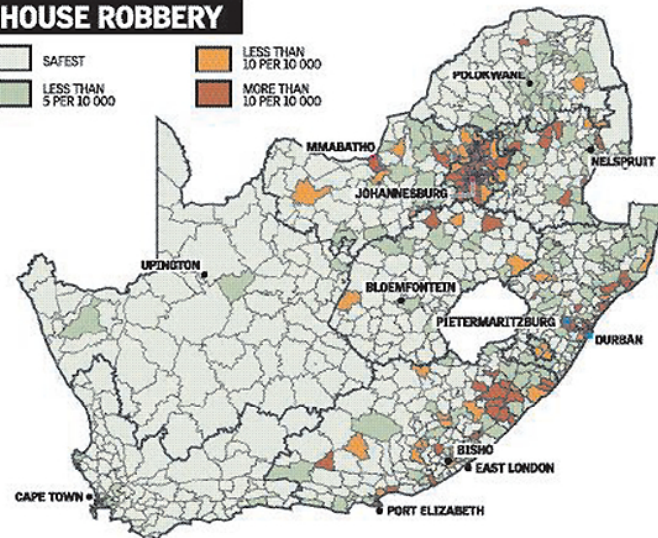 HOUSE ROBBERY
SAFEST
LESS THAN
5 PER 10 000
LESS THAN
10 PER 10 000
MORE THAN
10 PER 10 000
POLOKWANE
MMABATHO
NELSPRUIT
JOHANNESBURG
UPINGTON
BLOEMFONTEIN
PIETERMARITZBURG
DURBAN
BISHO
EAST LONDON
CAPE TOWN
PORT ELIZABETH